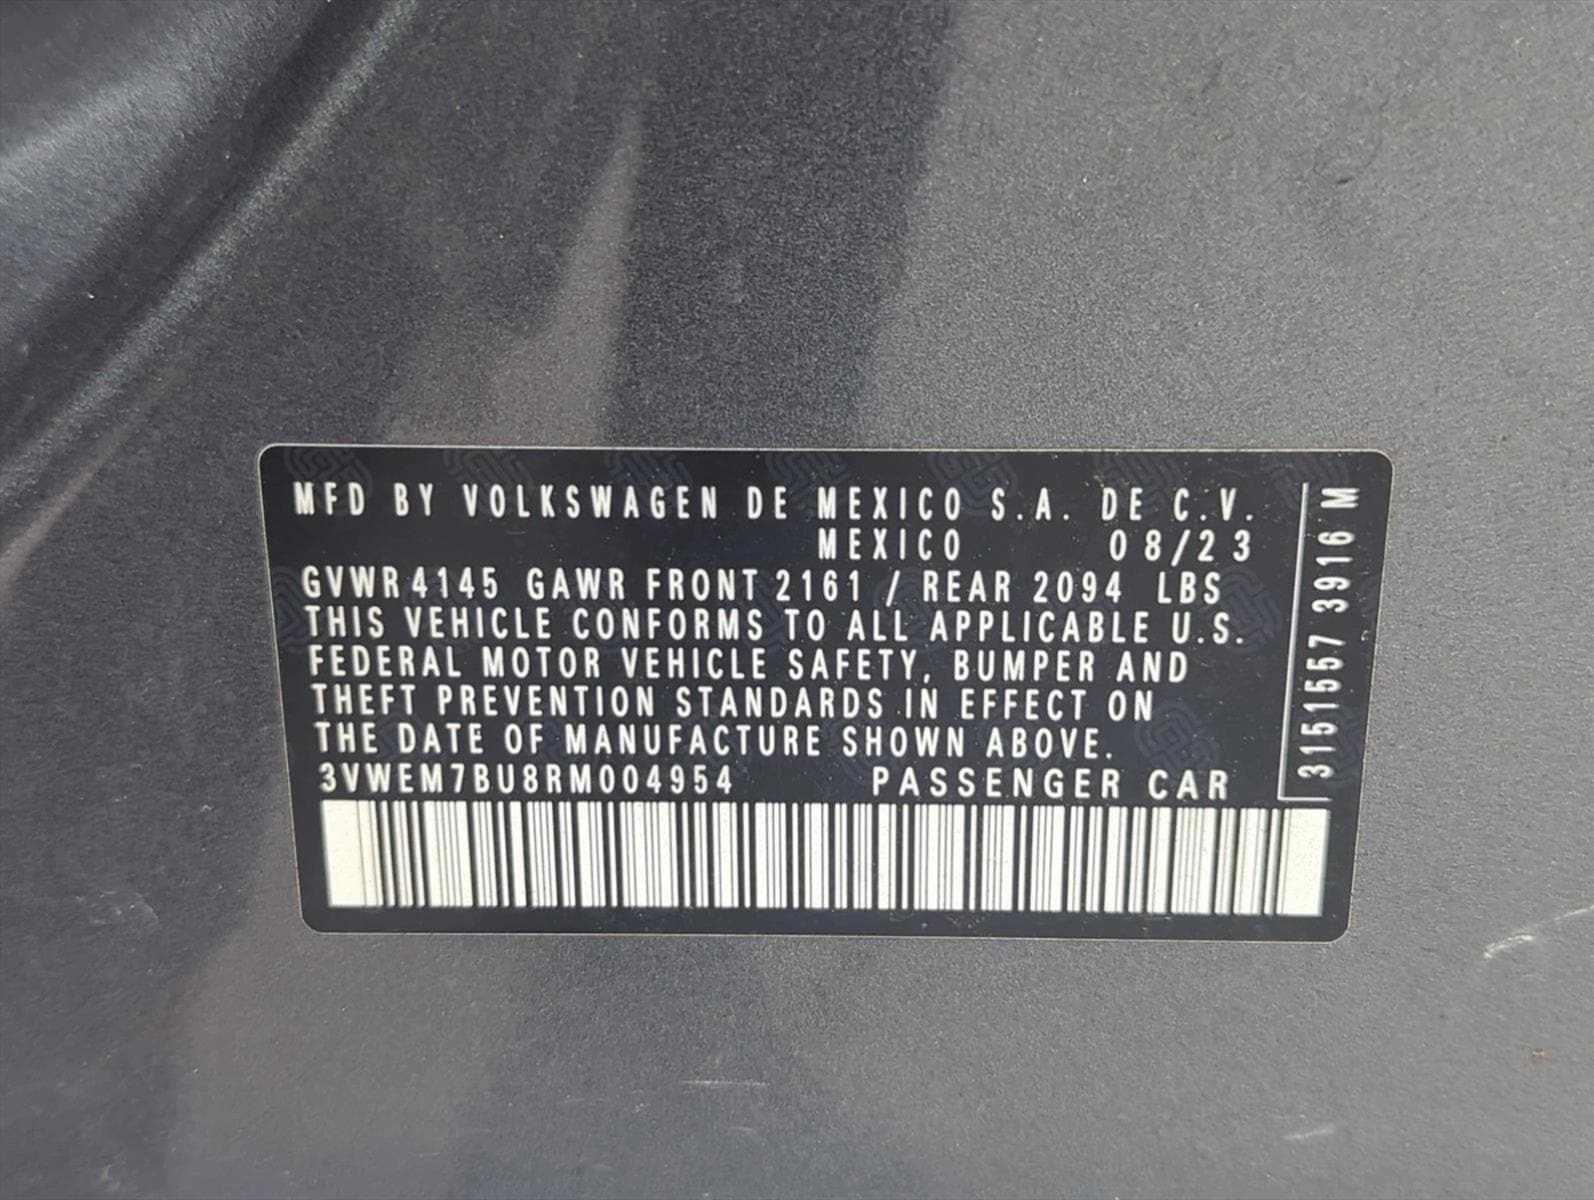 MFD BY VOLKSWAGEN DE MEXICO S.A. DE C.V.
MEXICO 08/23
GVWR 4145 GAWR FRONT 2161 / REAR 2094 LBS
THIS VEHICLE CONFORMS TO ALL APPLICABLE U.S.
FEDERAL MOTOR VEHICLE SAFETY, BUMPER AND
THEFT PREVENTION STANDARDS IN EFFECT ON
THE DATE OF MANUFACTURE SHOWN ABOVE.
3VWEM7BU8RM004954 PASSENGER CAR
3151557 3916 M